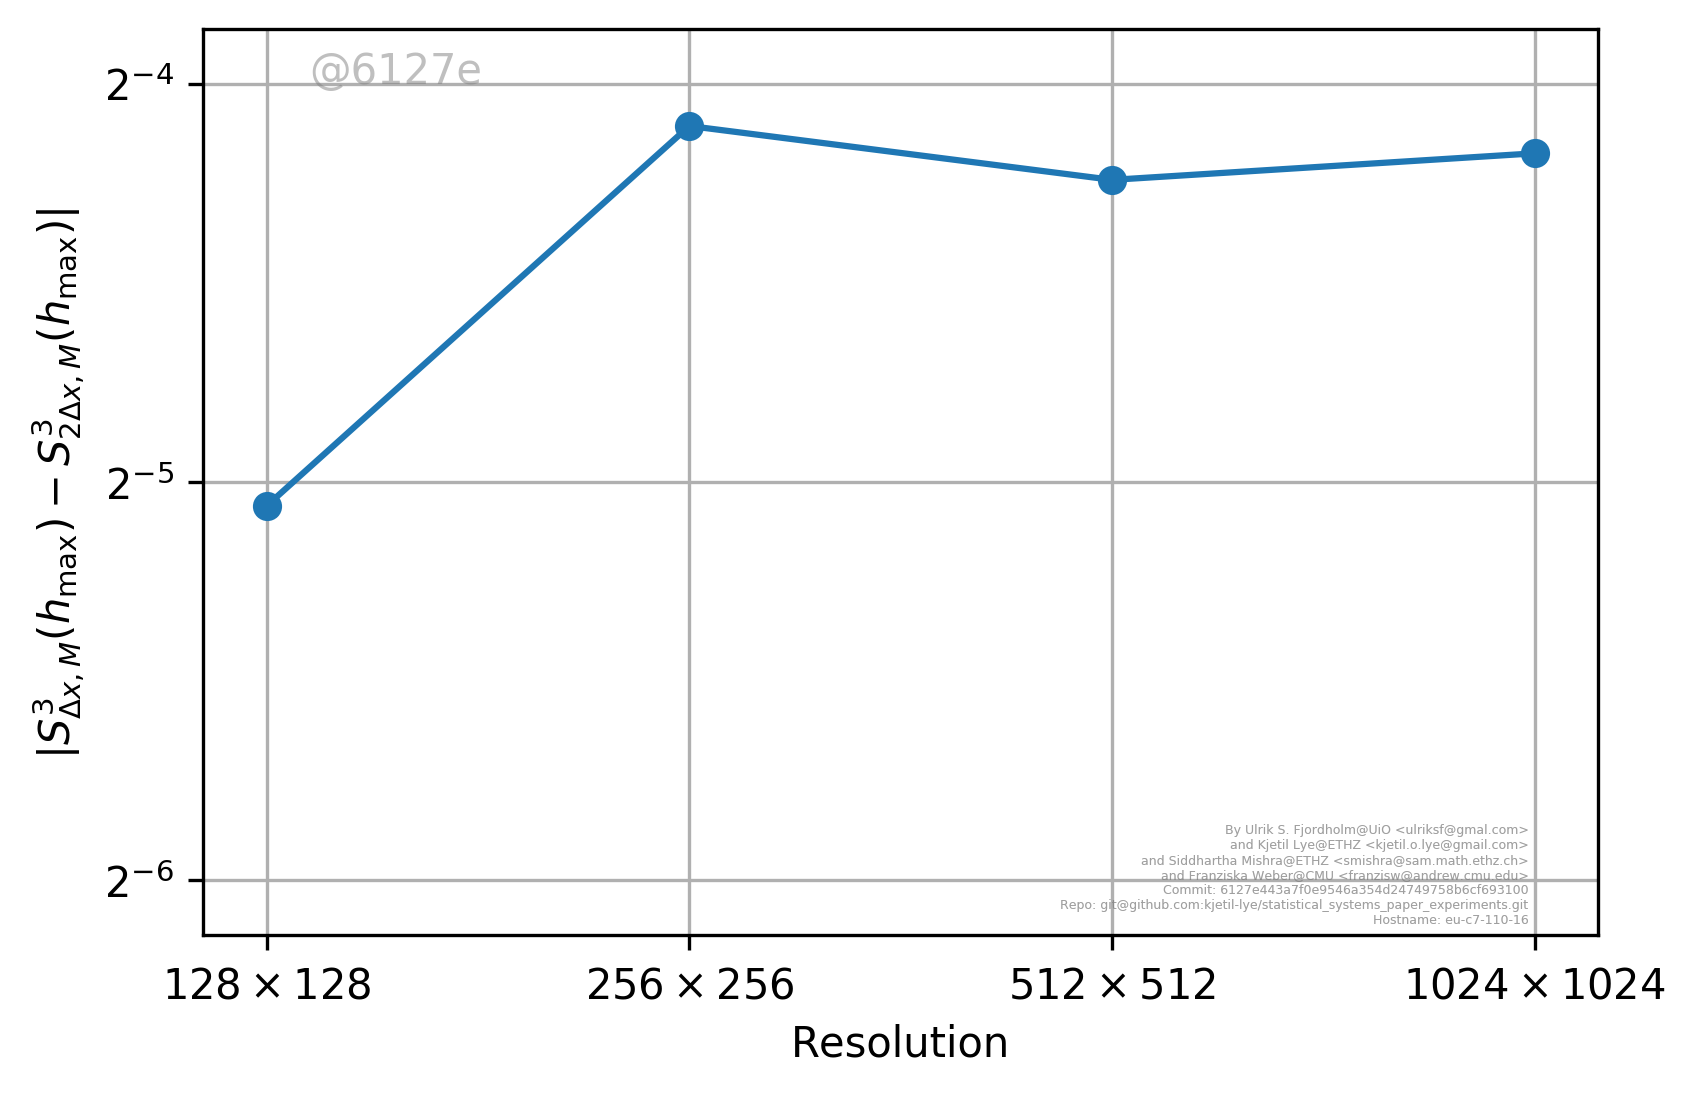 @6127e
2⁻⁴
2⁻⁵
2⁻⁶
|S³_{Δx,M}(h_max) − S³_{2Δx,M}(h_max)|
By Ulrik S. Fjordholm@UiO <ulriksf@gmal.com>
and Kjetil Lye@ETHZ <kjetil.o.lye@gmail.com>
and Siddhartha Mishra@ETHZ <smishra@sam.math.ethz.ch>
and Franziska Weber@CMU <franzisw@andrew.cmu.edu>
Commit: 6127e443a7f0e9546a354d24749758b6cf693100
Repo: git@github.com:kjetil-lye/statistical_systems_paper_experiments.git
Hostname: eu-c7-110-16
128 × 128 256 × 256 512 × 512 1024 × 1024
Resolution